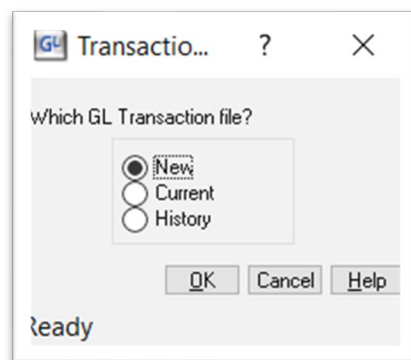 GL Transactio... ?
Which GL Transaction file?
New
Current
History
OK Cancel Help
Ready